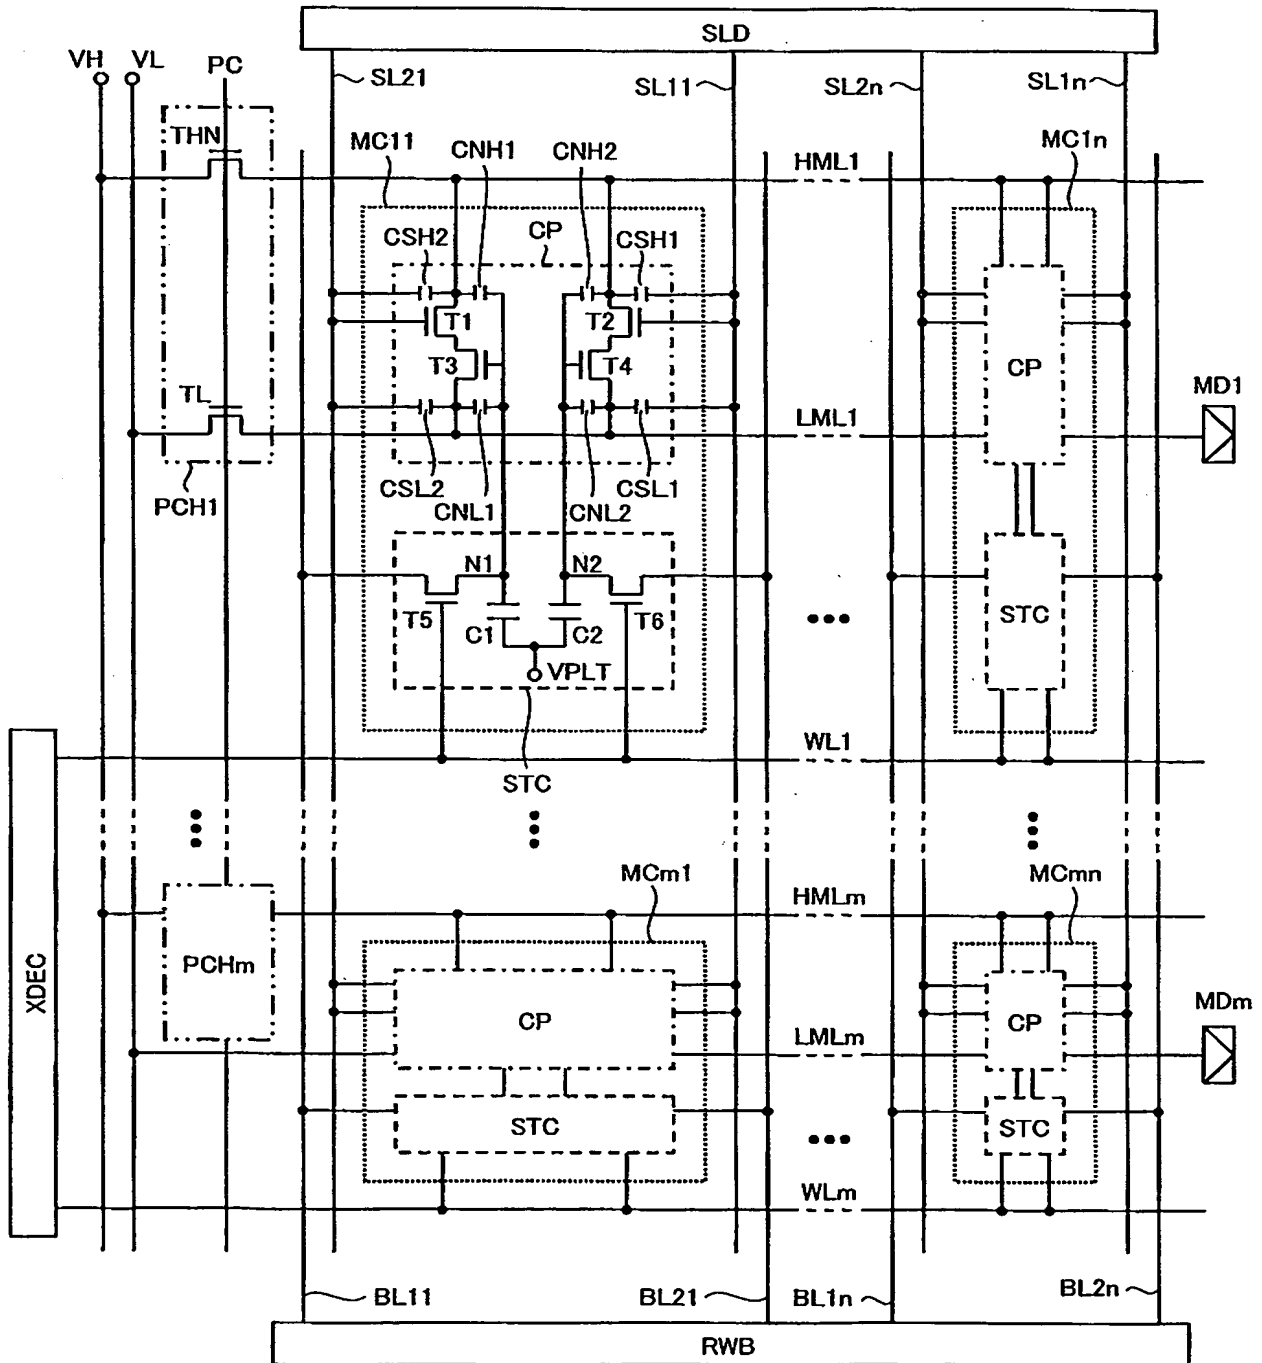 SLD
VH VL PC SL21 SL11 SL2n SL1n
THN MC11 CNH1 CNH2 HML1 MC1n
CSH2 CP CSH1
T1 T2
T3 T4 CP
TL LML1 MD1
PCH1 CSL2 CNL1 CNL2 CSL1
N1 N2
T5 C1 C2 T6 ••• STC
VPLT
WL1
STC
••• ••• •••
MCm1 HMLm MCmn
XDEC PCHm CP CP MDm
LMLm
STC ••• STC
WLm
BL11 BL21 BL1n BL2n
RWB